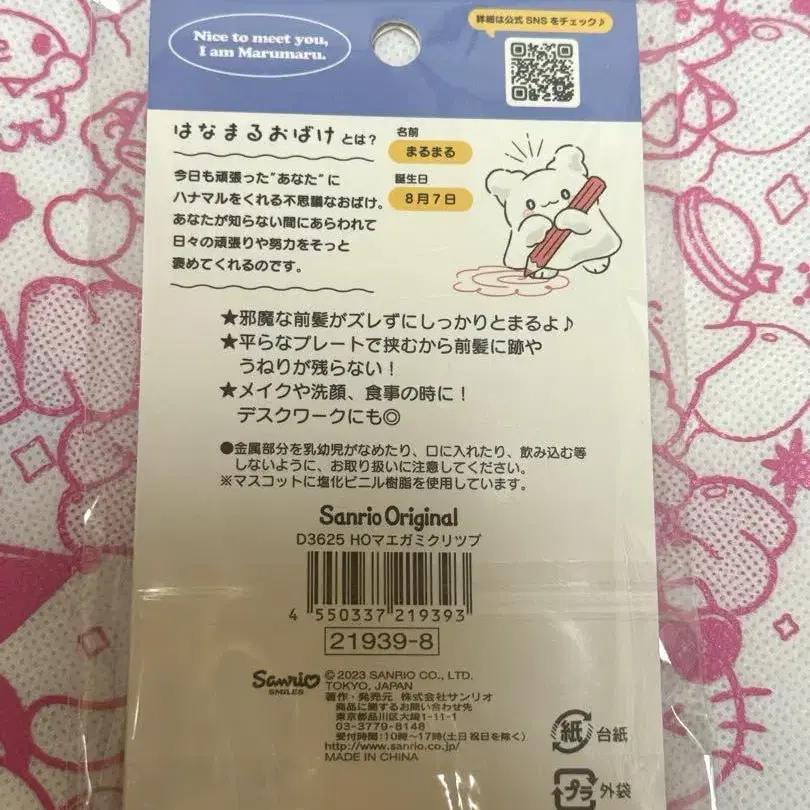 Nice to meet you,
I am Marumaru.
詳細は公式SNSをチェック♪
はなまるおばけとは?
今日も頑張った"あなた"に
ハナマルをくれる不思議なおばけ。
あなたが知らない間にあらわれて
日々の頑張りや努力をそっと
褒めてくれるのです。
名前
まるまる
誕生日
8月7日
★邪魔な前髪がズレずにしっかりとまるよ♪
★平らなプレートで挟むから前髪に跡や
うねりが残らない!
★メイクや洗顔、食事の時に!
デスクワークにも◎
●金属部分を乳幼児がなめたり、口に入れたり、飲み込む等
しないように、お取り扱いに注意してください。
※マスコットに塩化ビニル樹脂を使用しています。
Sanrio Original
D3625 HOマエガミクリツプ
4 550337 219393
21939-8
Sanrio
SMILES
© 2023 SANRIO CO., LTD.
TOKYO, JAPAN
著作・発売元 株式会社サンリオ
商品に関するお問い合わせ先
東京都品川区大崎1-11-1
03-3779-8148
受付時間:10時~17時(土日祝日を除く)
http://www.sanrio.co.jp/
MADE IN CHINA
紙 台紙
プラ 外袋